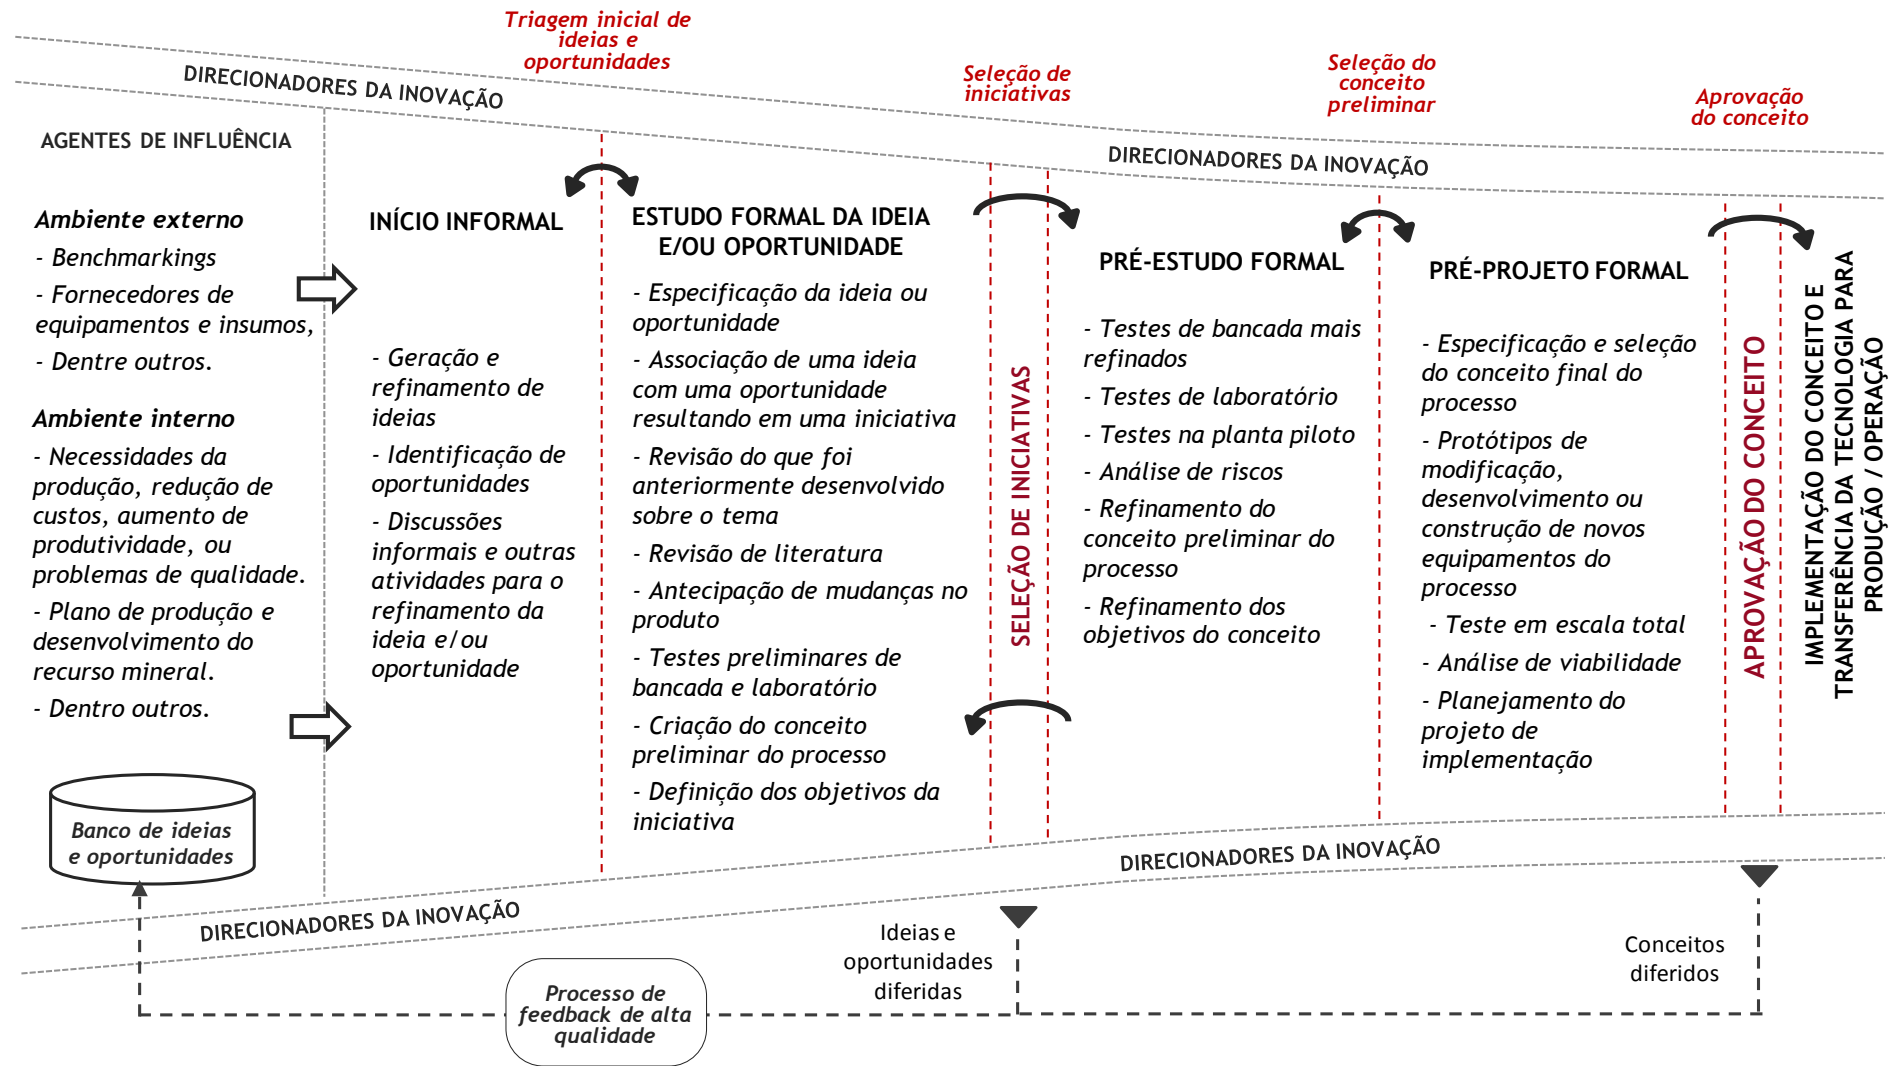 Triagem inicial de
ideias e
oportunidades
Seleção de
iniciativas
Seleção do
conceito
preliminar
Aprovação
do conceito
DIRECIONADORES DA INOVAÇÃO
DIRECIONADORES DA INOVAÇÃO
AGENTES DE INFLUÊNCIA
Ambiente externo
- Benchmarkings
- Fornecedores de
equipamentos e insumos,
- Dentre outros.
Ambiente interno
- Necessidades da
produção, redução de
custos, aumento de
produtividade, ou
problemas de qualidade.
- Plano de produção e
desenvolvimento do
recurso mineral.
- Dentro outros.
Banco de ideias
e oportunidades
INÍCIO INFORMAL
- Geração e
refinamento de
ideias
- Identificação de
oportunidades
- Discussões
informais e outras
atividades para o
refinamento da
ideia e/ou
oportunidade
ESTUDO FORMAL DA IDEIA
E/OU OPORTUNIDADE
- Especificação da ideia ou
oportunidade
- Associação de uma ideia
com uma oportunidade
resultando em uma iniciativa
- Revisão do que foi
anteriormente desenvolvido
sobre o tema
- Revisão de literatura
- Antecipação de mudanças no
produto
- Testes preliminares de
bancada e laboratório
- Criação do conceito
preliminar do processo
- Definição dos objetivos da
iniciativa
SELEÇÃO DE INICIATIVAS
PRÉ-ESTUDO FORMAL
- Testes de bancada mais
refinados
- Testes de laboratório
- Testes na planta piloto
- Análise de riscos
- Refinamento do
conceito preliminar do
processo
- Refinamento dos
objetivos do conceito
PRÉ-PROJETO FORMAL
- Especificação e seleção
do conceito final do
processo
- Protótipos de
modificação,
desenvolvimento ou
construção de novos
equipamentos do
processo
- Teste em escala total
- Análise de viabilidade
- Planejamento do
projeto de
implementação
APROVAÇÃO DO CONCEITO
IMPLEMENTAÇÃO DO CONCEITO E
TRANSFERÊNCIA DA TECNOLOGIA PARA
PRODUÇÃO / OPERAÇÃO
DIRECIONADORES DA INOVAÇÃO
DIRECIONADORES DA INOVAÇÃO
Ideias e
oportunidades
diferidas
Conceitos
diferidos
Processo de
feedback de alta
qualidade